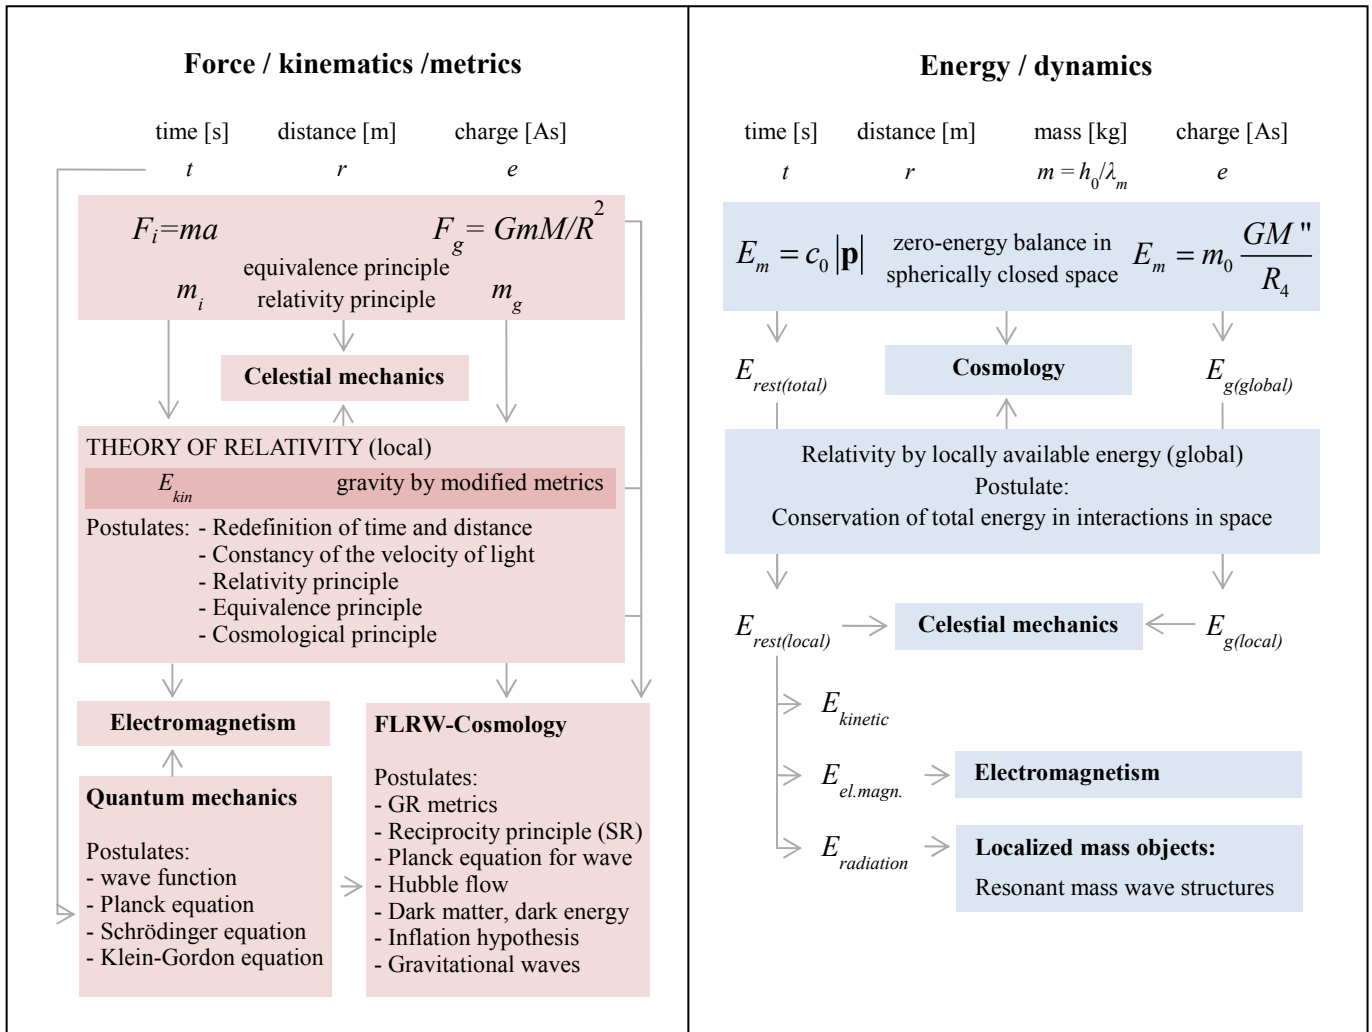 Force / kinematics /metrics
time [s] distance [m] charge [As]
t r e
F_i=ma F_g= GmM/R^2
equivalence principle
m_i relativity principle m_g
Celestial mechanics
THEORY OF RELATIVITY (local)
E_kin gravity by modified metrics
Postulates: - Redefinition of time and distance
- Constancy of the velocity of light
- Relativity principle
- Equivalence principle
- Cosmological principle
Electromagnetism
Quantum mechanics
Postulates:
- wave function
- Planck equation
- Schrödinger equation
- Klein-Gordon equation
FLRW-Cosmology
Postulates:
- GR metrics
- Reciprocity principle (SR)
- Planck equation for wave
- Hubble flow
- Dark matter, dark energy
- Inflation hypothesis
- Gravitational waves
Energy / dynamics
time [s] distance [m] mass [kg] charge [As]
t r m = h_0/λ_m e
E_m = c_0 |p| zero-energy balance in E_m = m_0 GM "/R_4
spherically closed space
E_rest(total) Cosmology E_g(global)
Relativity by locally available energy (global)
Postulate:
Conservation of total energy in interactions in space
E_rest(local) Celestial mechanics E_g(local)
E_kinetic
E_el.magn. Electromagnetism
E_radiation Localized mass objects:
Resonant mass wave structures